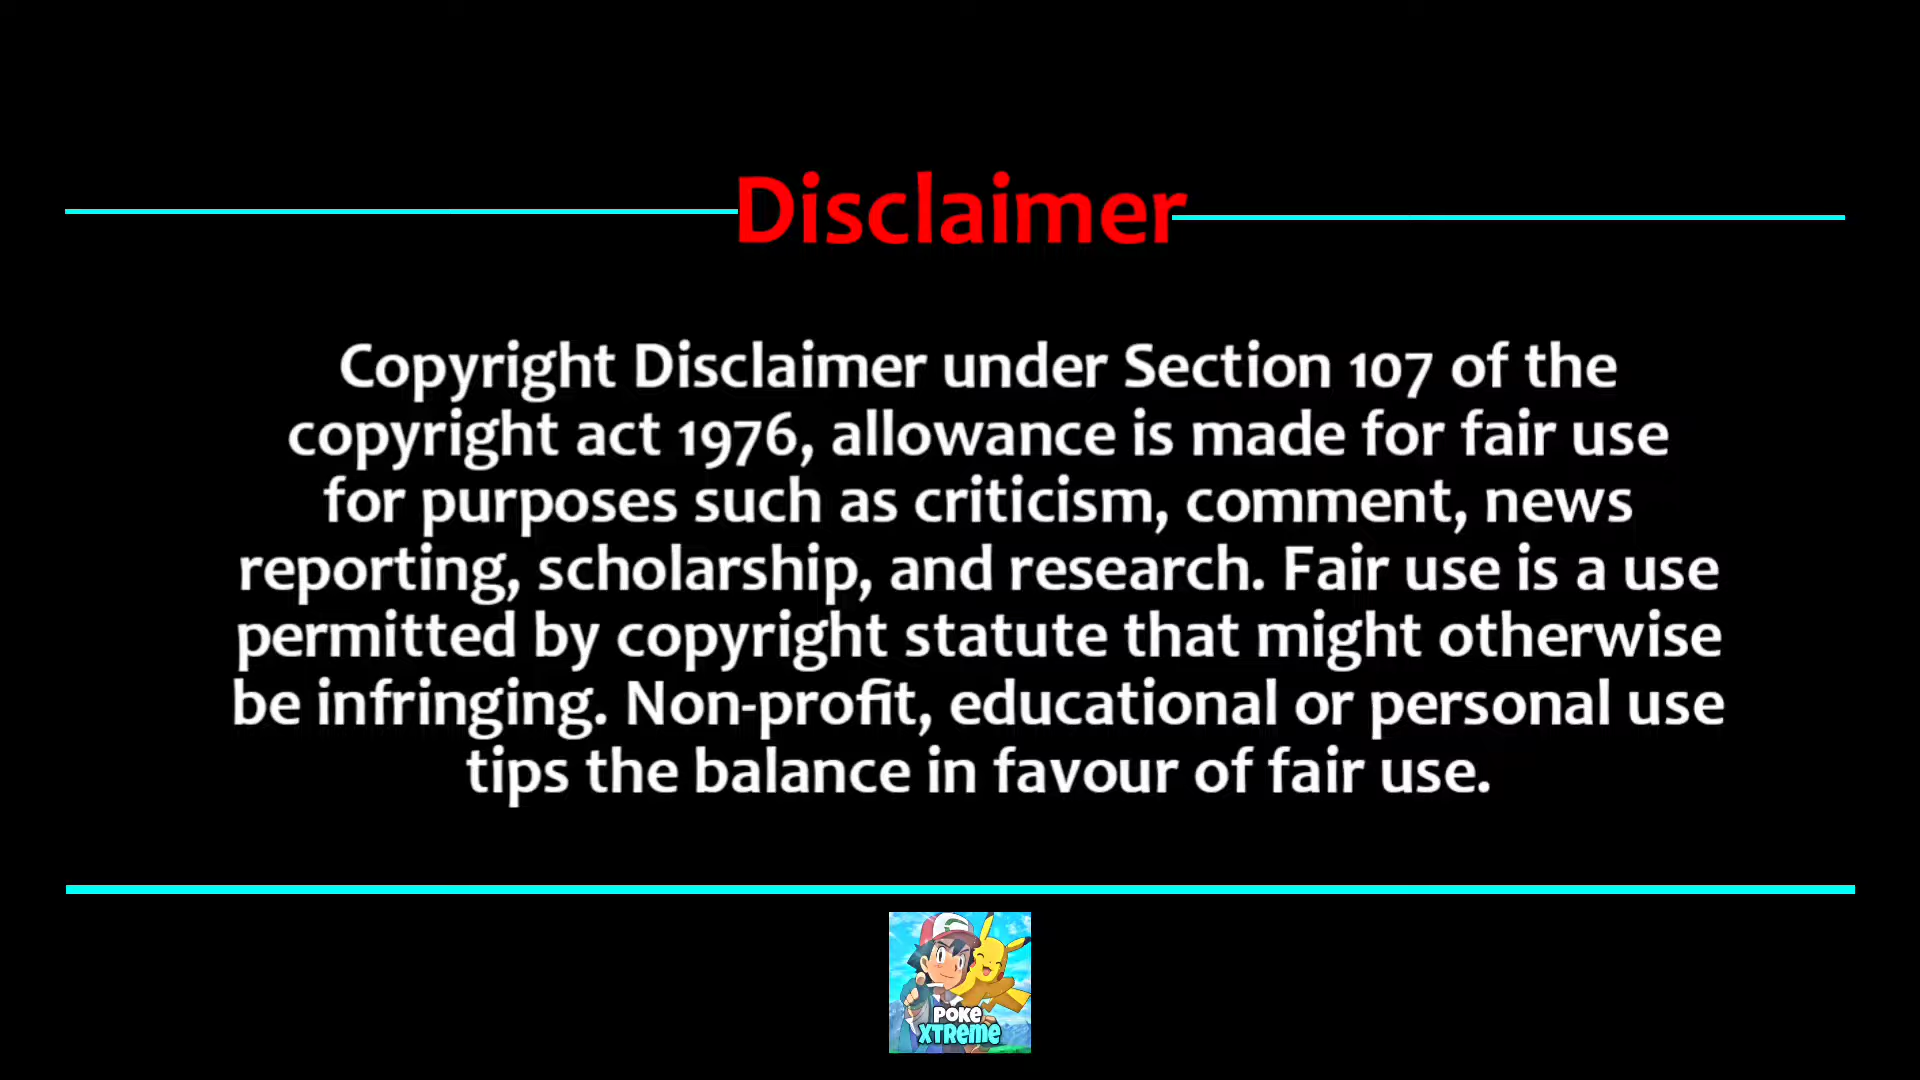 Disclaimer
Copyright Disclaimer under Section 107 of the
copyright act 1976, allowance is made for fair use
for purposes such as criticism, comment, news
reporting, scholarship, and research. Fair use is a use
permitted by copyright statute that might otherwise
be infringing. Non-profit, educational or personal use
tips the balance in favour of fair use.
POKE
XTReme